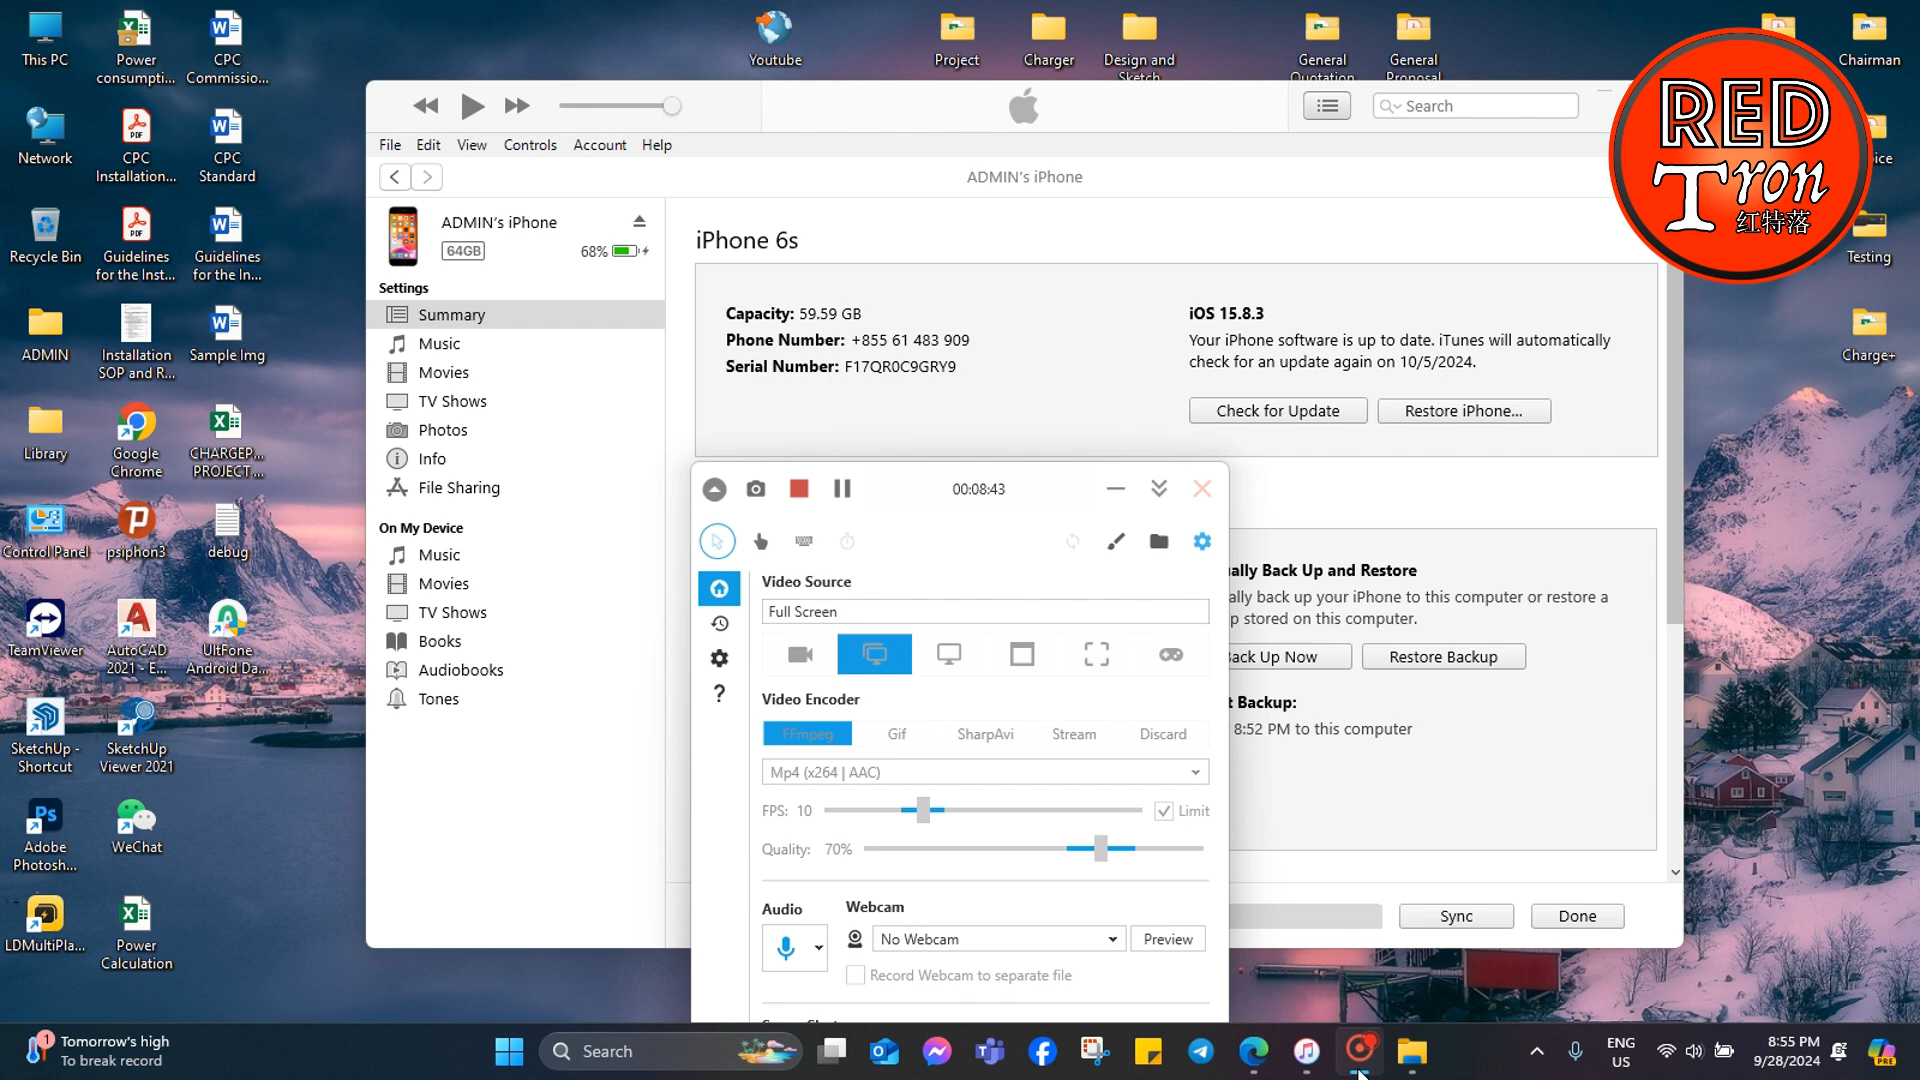 This PC
Power
consumpti...
CPC
Commissio...
Youtube
Project
Charger
Design and
Sketch
General
Quotation
General
Proposal
Chairman
RED
Tron
红特落
Network
CPC
Installation...
CPC
Standard
Recycle Bin
Guidelines
for the Inst...
Guidelines
for the In...
ADMIN
Installation
SOP and R...
Sample Img
Library
Google
Chrome
CHARGEP...
PROJECT ...
Control Panel
psiphon3
debug
TeamViewer
AutoCAD
2021 - E...
UltFone
Android Da...
SketchUp -
Shortcut
SketchUp
Viewer 2021
Adobe
Photosh...
WeChat
LDMultiPla...
Power
Calculation
Testing
Charge+
Search
File Edit View Controls Account Help
ADMIN's iPhone
ADMIN's iPhone
64GB
68%
Settings
Summary
Music
Movies
TV Shows
Photos
Info
File Sharing
On My Device
Music
Movies
TV Shows
Books
Audiobooks
Tones
iPhone 6s
Capacity: 59.59 GB
Phone Number: +855 61 483 909
Serial Number: F17QR0C9GRY9
iOS 15.8.3
Your iPhone software is up to date. iTunes will automatically
check for an update again on 10/5/2024.
Check for Update
Restore iPhone...
ually Back Up and Restore
ally back up your iPhone to this computer or restore a
p stored on this computer.
ack Up Now
Restore Backup
t Backup:
8:52 PM to this computer
Sync
Done
00:08:43
Video Source
Full Screen
Video Encoder
FFmpeg
Gif
SharpAvi
Stream
Discard
Mp4 (x264 | AAC)
FPS: 10
Limit
Quality: 70%
Audio
Webcam
No Webcam
Preview
Record Webcam to separate file
1
Tomorrow's high
To break record
Search
ENG
US
8:55 PM
9/28/2024
PRE